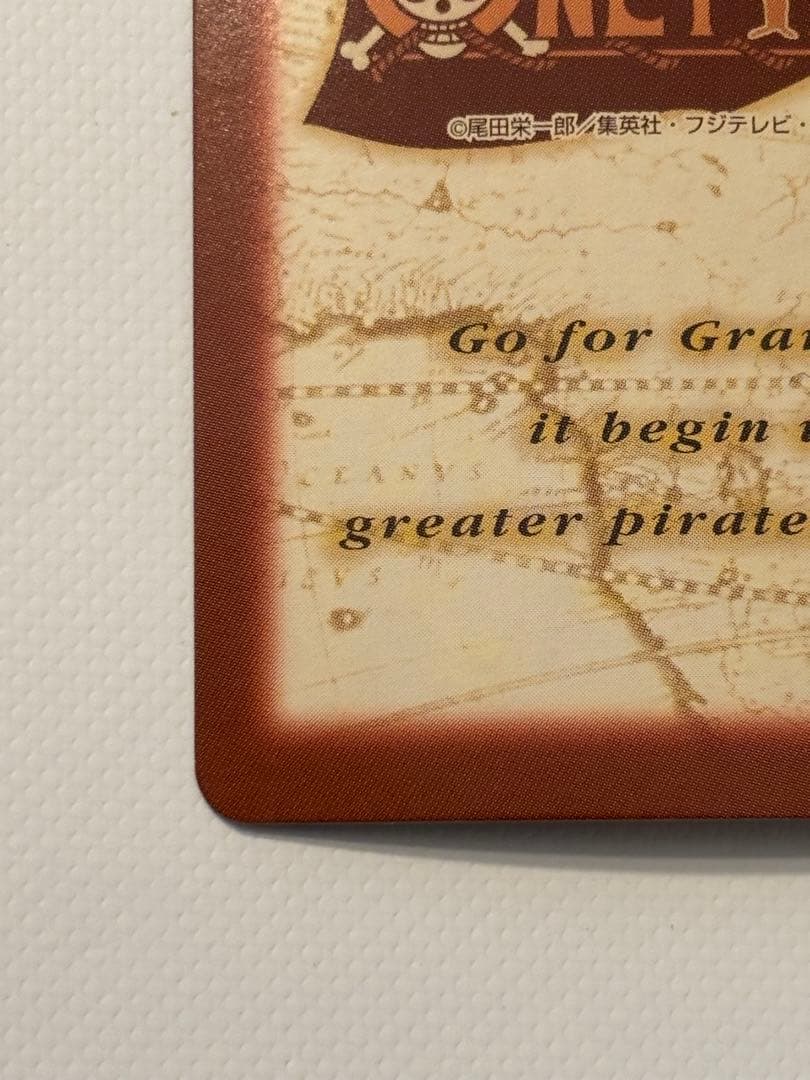 ©尾田栄一郎／集英社・フジテレビ・
Go for
it begin
greater pirate
CEANVS